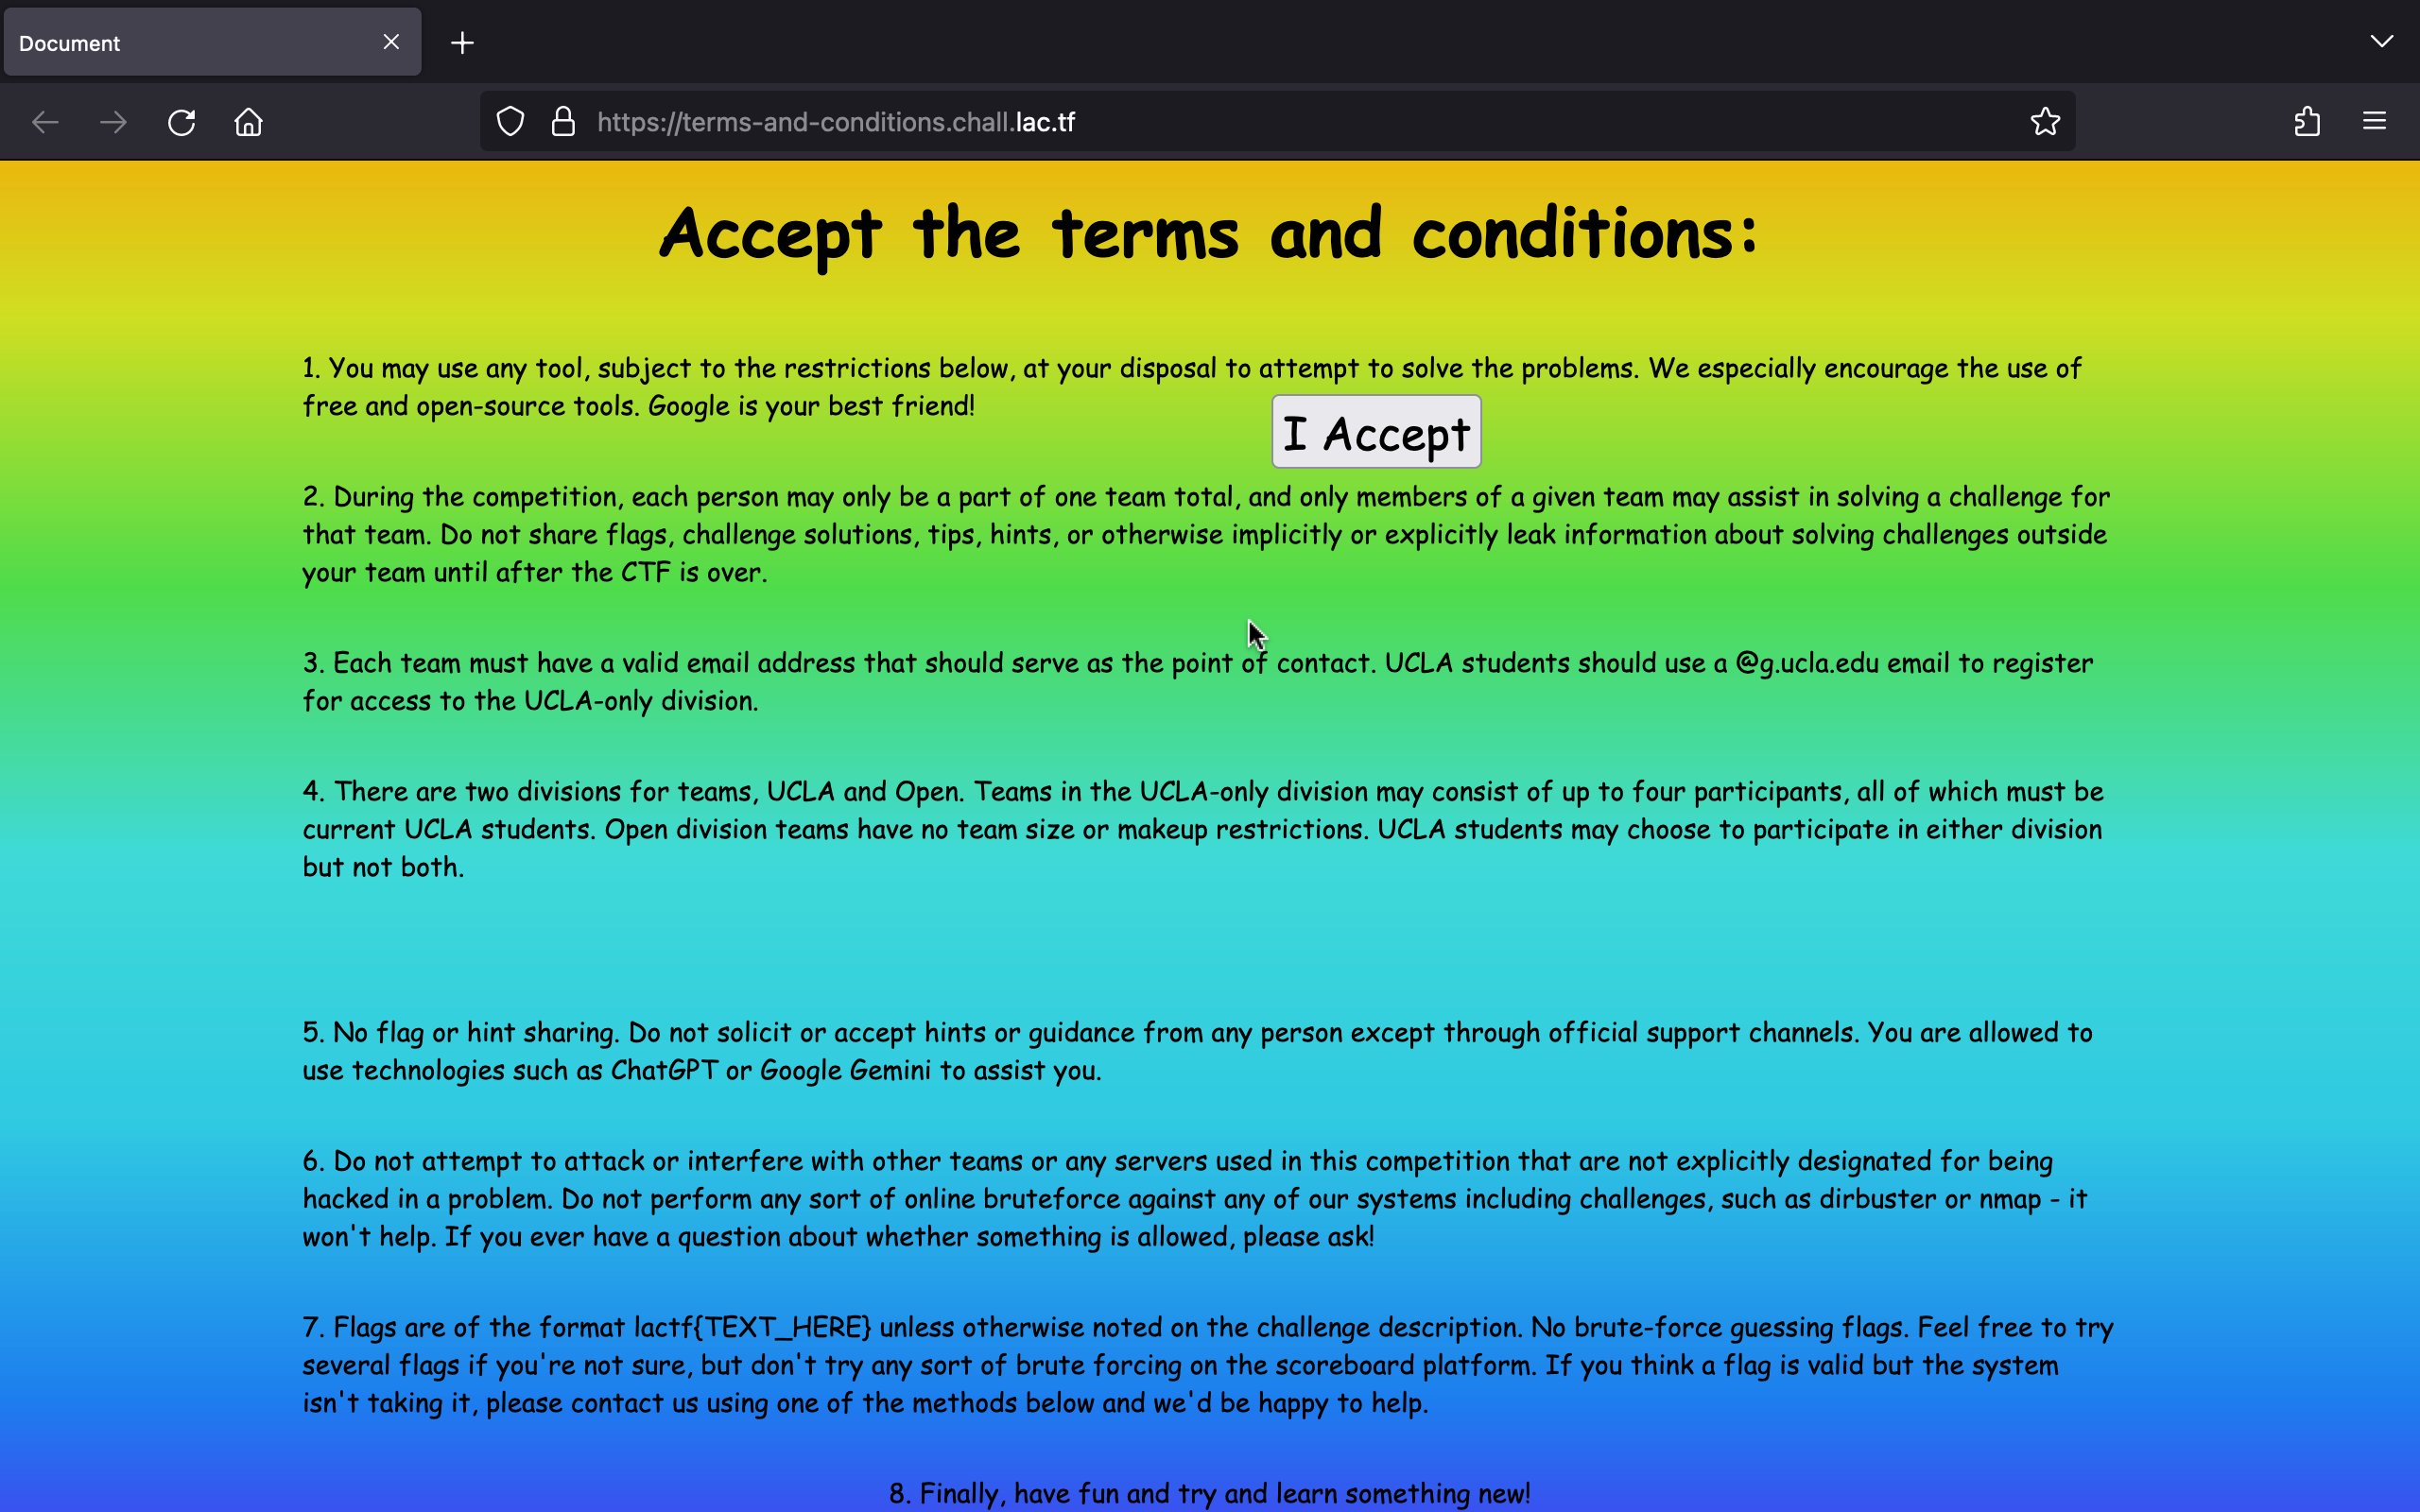 Document
https://terms-and-conditions.chall.lac.tf
Accept the terms and conditions:
1. You may use any tool, subject to the restrictions below, at your disposal to attempt to solve the problems. We especially encourage the use of
free and open-source tools. Google is your best friend!
I Accept
2. During the competition, each person may only be a part of one team total, and only members of a given team may assist in solving a challenge for
that team. Do not share flags, challenge solutions, tips, hints, or otherwise implicitly or explicitly leak information about solving challenges outside
your team until after the CTF is over.
3. Each team must have a valid email address that should serve as the point of contact. UCLA students should use a @g.ucla.edu email to register
for access to the UCLA-only division.
4. There are two divisions for teams, UCLA and Open. Teams in the UCLA-only division may consist of up to four participants, all of which must be
current UCLA students. Open division teams have no team size or makeup restrictions. UCLA students may choose to participate in either division
but not both.
5. No flag or hint sharing. Do not solicit or accept hints or guidance from any person except through official support channels. You are allowed to
use technologies such as ChatGPT or Google Gemini to assist you.
6. Do not attempt to attack or interfere with other teams or any servers used in this competition that are not explicitly designated for being
hacked in a problem. Do not perform any sort of online bruteforce against any of our systems including challenges, such as dirbuster or nmap - it
won't help. If you ever have a question about whether something is allowed, please ask!
7. Flags are of the format lactf{TEXT_HERE} unless otherwise noted on the challenge description. No brute-force guessing flags. Feel free to try
several flags if you're not sure, but don't try any sort of brute forcing on the scoreboard platform. If you think a flag is valid but the system
isn't taking it, please contact us using one of the methods below and we'd be happy to help.
8. Finally, have fun and try and learn something new!